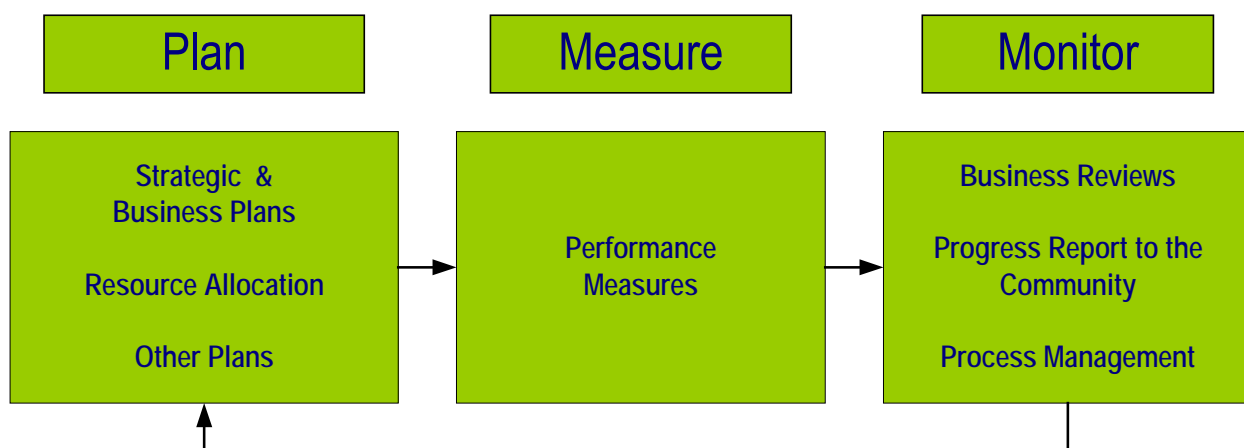 Plan
Measure
Monitor
Strategic &
Business Plans
Resource Allocation
Other Plans
Performance
Measures
Business Reviews
Progress Report to the
Community
Process Management